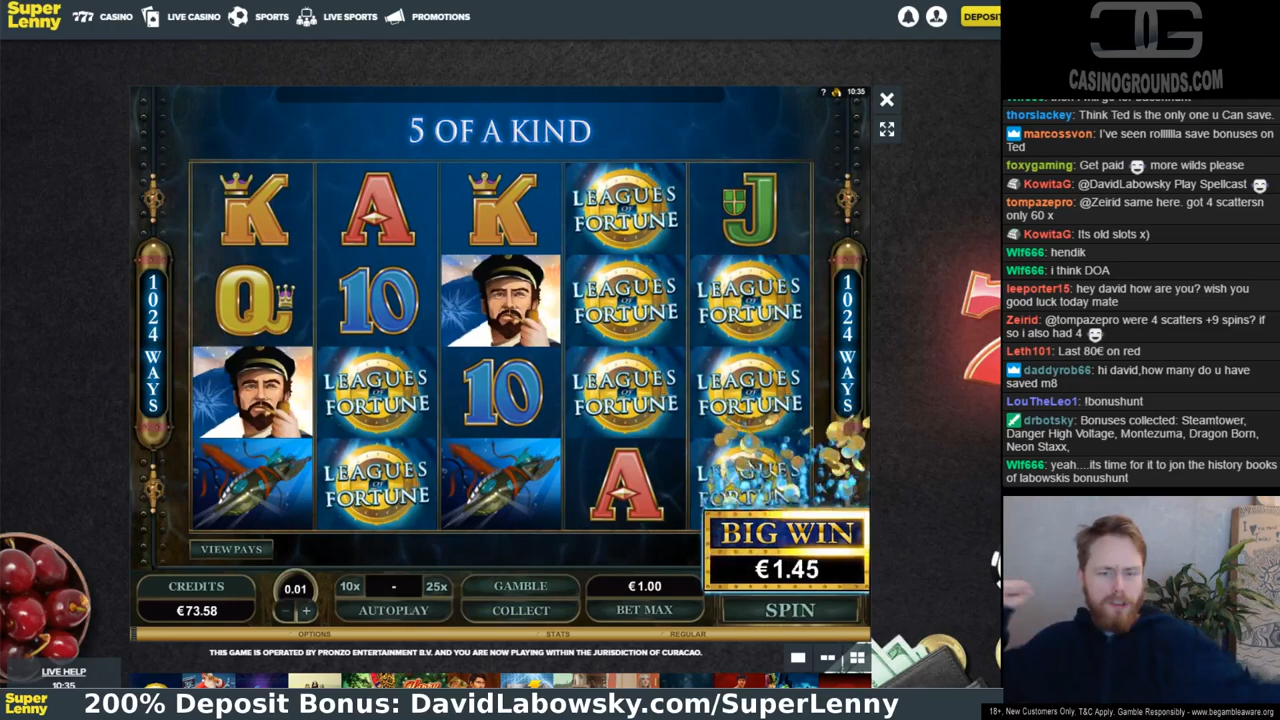 Super
Lenny
777 CASINO
LIVE CASINO
SPORTS
LIVE SPORTS
PROMOTIONS
DEPOSIT
? 10:35
5 OF A KIND
K A K LEAGUES OF FORTUNE J
Q 10 LEAGUES OF FORTUNE LEAGUES OF FORTUNE
LEAGUES OF FORTUNE 10 LEAGUES OF FORTUNE LEAGUES OF FORTUNE
LEAGUES OF FORTUNE A LEAGUES
1024 WAYS
1024 WAYS
BIG WIN
€1.45
VIEW PAYS
CREDITS
€73.58
0.01
- +
10x - 25x
AUTOPLAY
GAMBLE
COLLECT
€1.00
BET MAX
SPIN
OPTIONS STATS REGULAR
THIS GAME IS OPERATED BY PRONZO ENTERTAINMENT B.V. AND YOU ARE NOW PLAYING WITHIN THE JURISDICTION OF CURACAO.
LIVE HELP
10:35
Super
Lenny
200% Deposit Bonus: DavidLabowsky.com/SuperLenny
CG
CASINOGROUNDS.COM
thorslackey: Think Ted is the only one u Can save.
marcossvon: I've seen rolllllla save bonuses on
Ted
foxygaming: Get paid more wilds please
KowitaG: @DavidLabowsky Play Spellcast
tompazepro: @Zeirid same here. got 4 scattersn
only 60 x
KowitaG: Its old slots x)
Wlf666: hendik
Wlf666: i think DOA
leeporter15: hey david how are you? wish you
good luck today mate
Zeirid: @tompazepro were 4 scatters +9 spins? if
so i also had 4
Leth101: Last 80€ on red
daddyrob66: hi david,how many do u have
saved m8
LouTheLeo1: !bonushunt
drbotsky: Bonuses collected: Steamtower,
Danger High Voltage, Montezuma, Dragon Born,
Neon Staxx,
Wlf666: yeah....its time for it to jon the history books
of labowskis bonushunt
18+, New Customers Only, T&C Apply, Gamble Responsibly - www.begambleaware.org